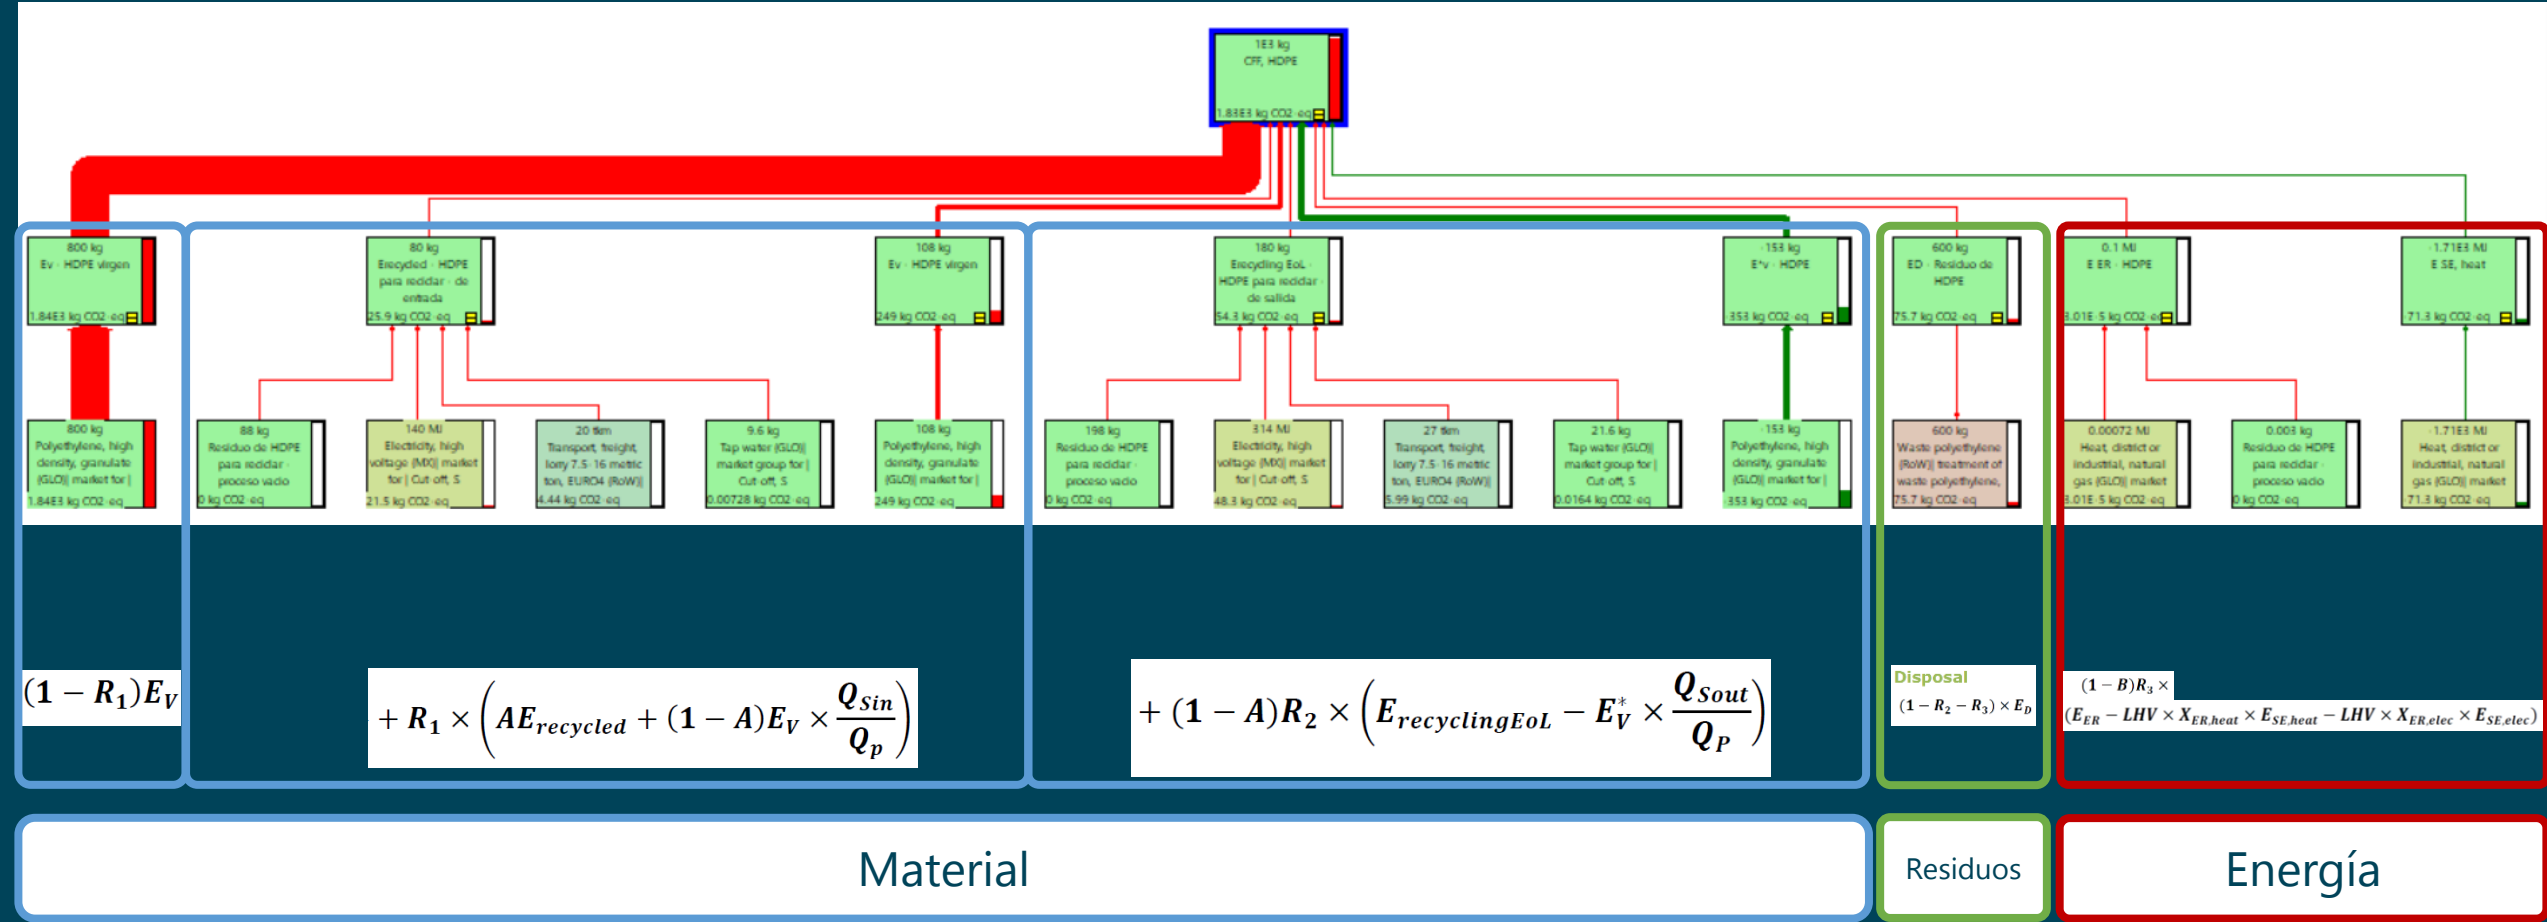 1E3 kg
CFF, HDPE
1.83E3 kg CO2-eq
800 kg
Ev - HDPE virgen
1.84E3 kg CO2-eq
80 kg
Erecycled - HDPE
para reciclar - de
entrada
25.9 kg CO2-eq
108 kg
Ev - HDPE virgen
249 kg CO2-eq
180 kg
Erecycling EoL -
HDPE para reciclar -
de salida
54.3 kg CO2-eq
-153 kg
E*v - HDPE
-353 kg CO2-eq
600 kg
ED - Residuo de
HDPE
75.7 kg CO2-eq
0.1 MJ
E ER - HDPE
3.01E-5 kg CO2-eq
-1.71E3 MJ
E SE, heat
-71.3 kg CO2-eq
800 kg
Polyethylene, high
density, granulate
{GLO}| market for |
1.84E3 kg CO2-eq
88 kg
Residuo de HDPE
para reciclar -
proceso vacío
0 kg CO2-eq
140 MJ
Electricity, high
voltage {MX}| market
for | Cut-off, S
21.5 kg CO2-eq
20 tkm
Transport, freight,
lorry 7.5-16 metric
ton, EURO4 {RoW}|
4.44 kg CO2-eq
9.6 kg
Tap water {GLO}|
market group for |
Cut-off, S
0.00728 kg CO2-eq
108 kg
Polyethylene, high
density, granulate
{GLO}| market for |
249 kg CO2-eq
198 kg
Residuo de HDPE
para reciclar -
proceso vacío
0 kg CO2-eq
314 MJ
Electricity, high
voltage {MX}| market
for | Cut-off, S
48.3 kg CO2-eq
27 tkm
Transport, freight,
lorry 7.5-16 metric
ton, EURO4 {RoW}|
5.99 kg CO2-eq
21.6 kg
Tap water {GLO}|
market group for |
Cut-off, S
0.0164 kg CO2-eq
-153 kg
Polyethylene, high
density, granulate
{GLO}| market for |
-353 kg CO2-eq
600 kg
Waste polyethylene
{RoW}| treatment of
waste polyethylene,
75.7 kg CO2-eq
0.00072 MJ
Heat, district or
industrial, natural
gas {GLO}| market
3.01E-5 kg CO2-eq
0.003 kg
Residuo de HDPE
para reciclar -
proceso vacío
0 kg CO2-eq
-1.71E3 MJ
Heat, district or
industrial, natural
gas {GLO}| market
-71.3 kg CO2-eq
(1 − R₁)E_V
+ R₁ × (AE_recycled + (1 − A)E_V × Q_Sin/Q_p)
+ (1 − A)R₂ × (E_recyclingEoL − E*_V × Q_Sout/Q_P)
Disposal
(1 − R₂ − R₃) × E_D
(1 − B)R₃ ×
(E_ER − LHV × X_ER,heat × E_SE,heat − LHV × X_ER,elec × E_SE,elec)
Material
Residuos
Energía